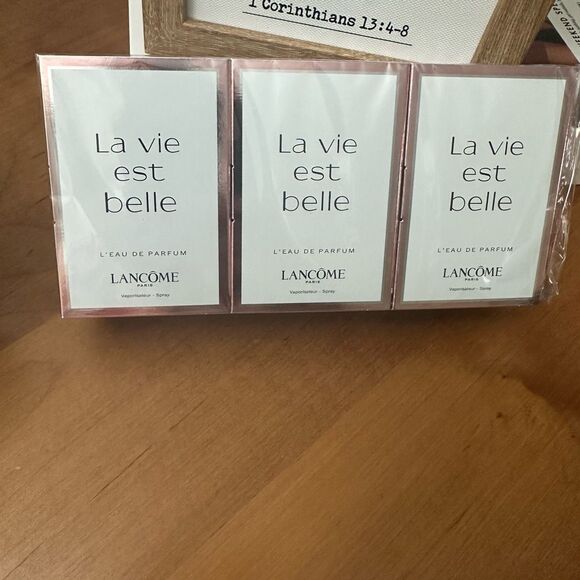 1 Corinthians 13:4-8
La vie
est
belle
L'EAU DE PARFUM
LANCÔME
PARIS
Vaporisateur - Spray
La vie
est
belle
L'EAU DE PARFUM
LANCÔME
PARIS
Vaporisateur - Spray
La vie
est
belle
L'EAU DE PARFUM
LANCÔME
PARIS
Vaporisateur - Spray